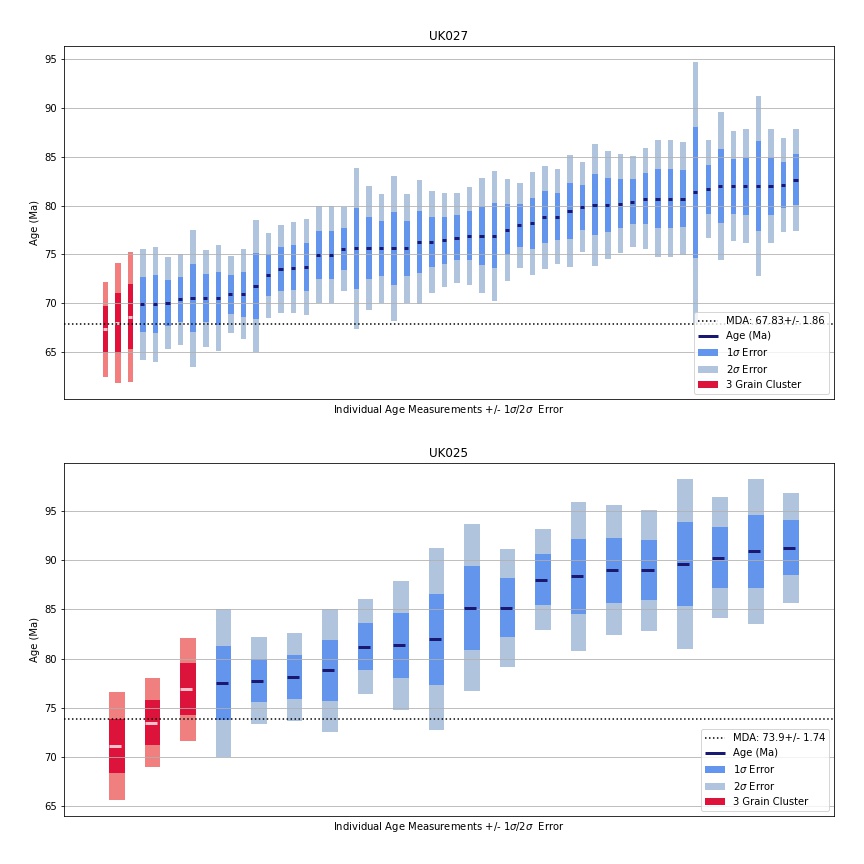 UK027
95
90
85
80
75
70
65
Age (Ma)
MDA: 67.83+/- 1.86
Age (Ma)
1σ Error
2σ Error
3 Grain Cluster
Individual Age Measurements +/- 1σ/2σ Error
UK025
95
90
85
80
75
70
65
Age (Ma)
MDA: 73.9+/- 1.74
Age (Ma)
1σ Error
2σ Error
3 Grain Cluster
Individual Age Measurements +/- 1σ/2σ Error